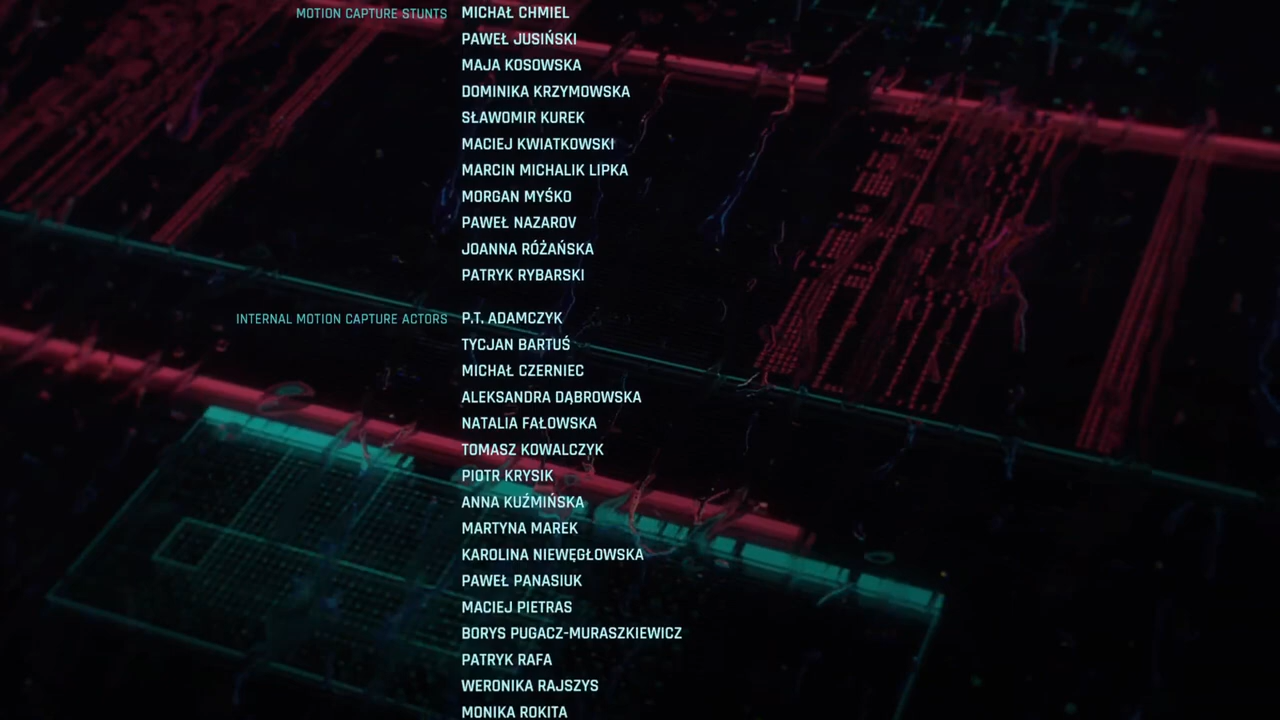 MOTION CAPTURE STUNTS MICHAŁ CHMIEL
PAWEŁ JUSIŃSKI
MAJA KOSOWSKA
DOMINIKA KRZYMOWSKA
SŁAWOMIR KUREK
MACIEJ KWIATKOWSKI
MARCIN MICHALIK LIPKA
MORGAN MYŚKO
PAWEŁ NAZAROV
JOANNA RÓŻAŃSKA
PATRYK RYBARSKI
INTERNAL MOTION CAPTURE ACTORS P.T. ADAMCZYK
TYCJAN BARTUŚ
MICHAŁ CZERNIEC
ALEKSANDRA DĄBROWSKA
NATALIA FAŁOWSKA
TOMASZ KOWALCZYK
PIOTR KRYSIK
ANNA KUŹMIŃSKA
MARTYNA MAREK
KAROLINA NIEWĘGŁOWSKA
PAWEŁ PANASIUK
MACIEJ PIETRAS
BORYS PUGACZ-MURASZKIEWICZ
PATRYK RAFA
WERONIKA RAJSZYS
MONIKA ROKITA